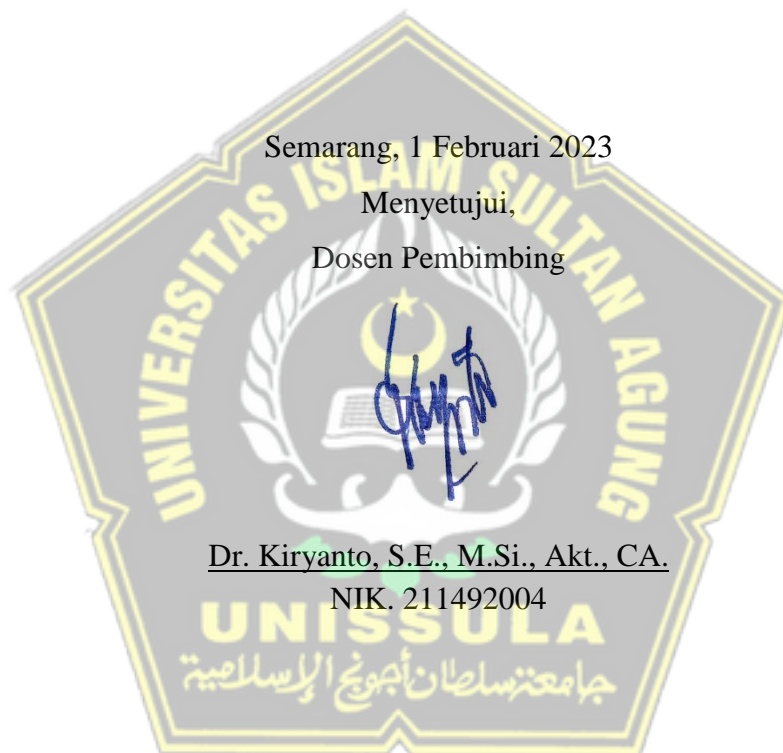 Semarang, 1 Februari 2023
Menyetujui,
Dosen Pembimbing
UNIVERSITAS ISLAM SULTAN AGUNG
Dr. Kiryanto, S.E., M.Si., Akt., CA.
NIK. 211492004
UNISSULA
جامعة سلطان أجونج الإسلامية